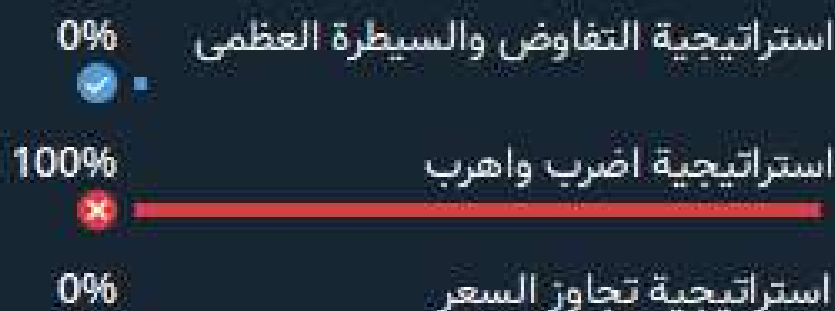 0% استراتيجية التفاوض والسيطرة العظمى
100% استراتيجية اضرب واهرب
0% استراتيجية تجاوز السعر